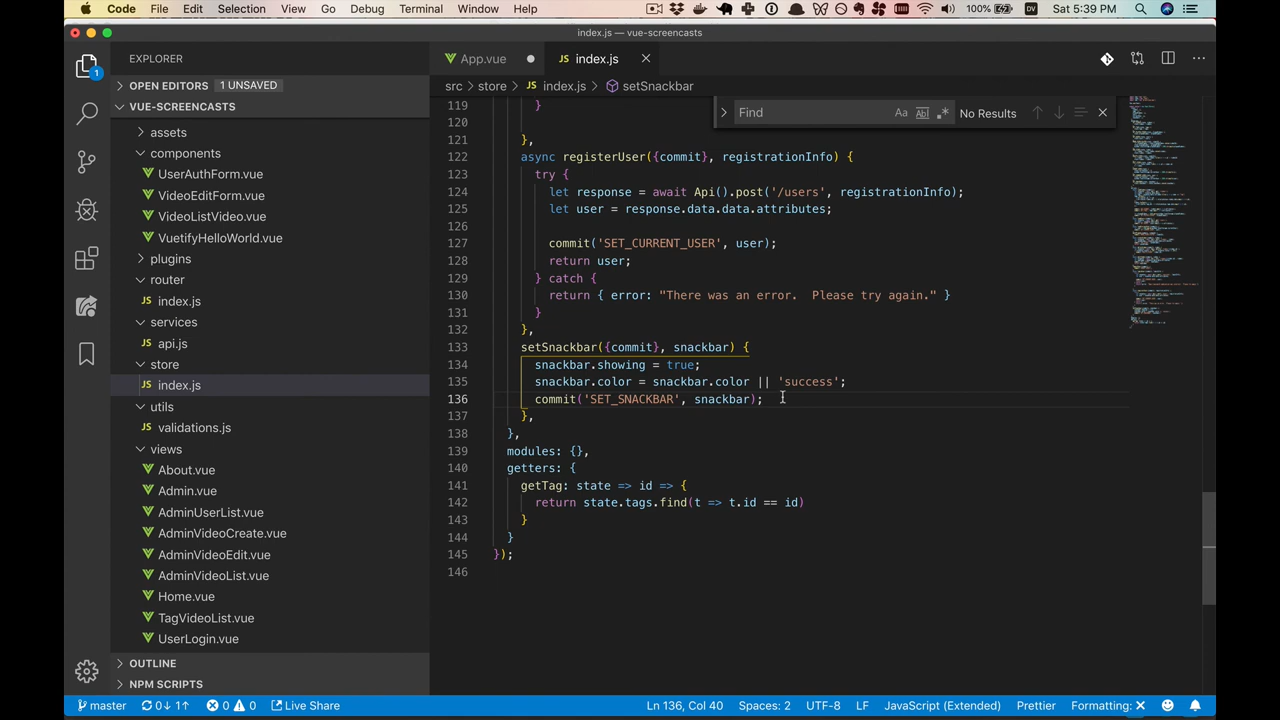 Code File Edit Selection View Go Debug Terminal Window Help 100% DV Sat 5:39 PM
index.js — vue-screencasts
EXPLORER
App.vue
index.js
OPEN EDITORS 1 UNSAVED
src > store > index.js > setSnackbar
1
VUE-SCREENCASTS
assets
components
UserAuthForm.vue
VideoEditForm.vue
VideoListVideo.vue
VuetifyHelloWorld.vue
plugins
router
index.js
services
api.js
store
index.js
utils
validations.js
views
About.vue
Admin.vue
AdminUserList.vue
AdminVideoCreate.vue
AdminVideoEdit.vue
AdminVideoList.vue
Home.vue
TagVideoList.vue
UserLogin.vue
OUTLINE
NPM SCRIPTS
Find Aa Abl .* No Results
119 }
120
121 },
122 async registerUser({commit}, registrationInfo) {
123 try {
124 let response = await Api().post('/users', registrationInfo);
125 let user = response.data.data.attributes;
126
127 commit('SET_CURRENT_USER', user);
128 return user;
129 } catch {
130 return { error: "There was an error.  Please try again." }
131 }
132 },
133 setSnackbar({commit}, snackbar) {
134 snackbar.showing = true;
135 snackbar.color = snackbar.color || 'success';
136 commit('SET_SNACKBAR', snackbar);
137 },
138 },
139 modules: {},
140 getters: {
141 getTag: state => id => {
142 return state.tags.find(t => t.id == id)
143 }
144 }
145 });
146
master 0↓ 1↑ 0 0 Live Share Ln 136, Col 40 Spaces: 2 UTF-8 LF JavaScript (Extended) Prettier Formatting: ×